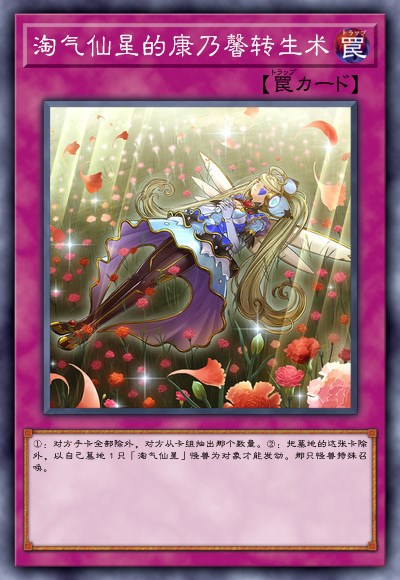 淘气仙星的康乃馨转生术 罠
トラップ
【罠カード】
トラップ
①：对方手卡全部除外，对方从卡组抽出那个数量。②：把墓地的这张卡除
外，以自己墓地１只「淘气仙星」怪兽为对象才能发动。那只怪兽特殊召
唤。